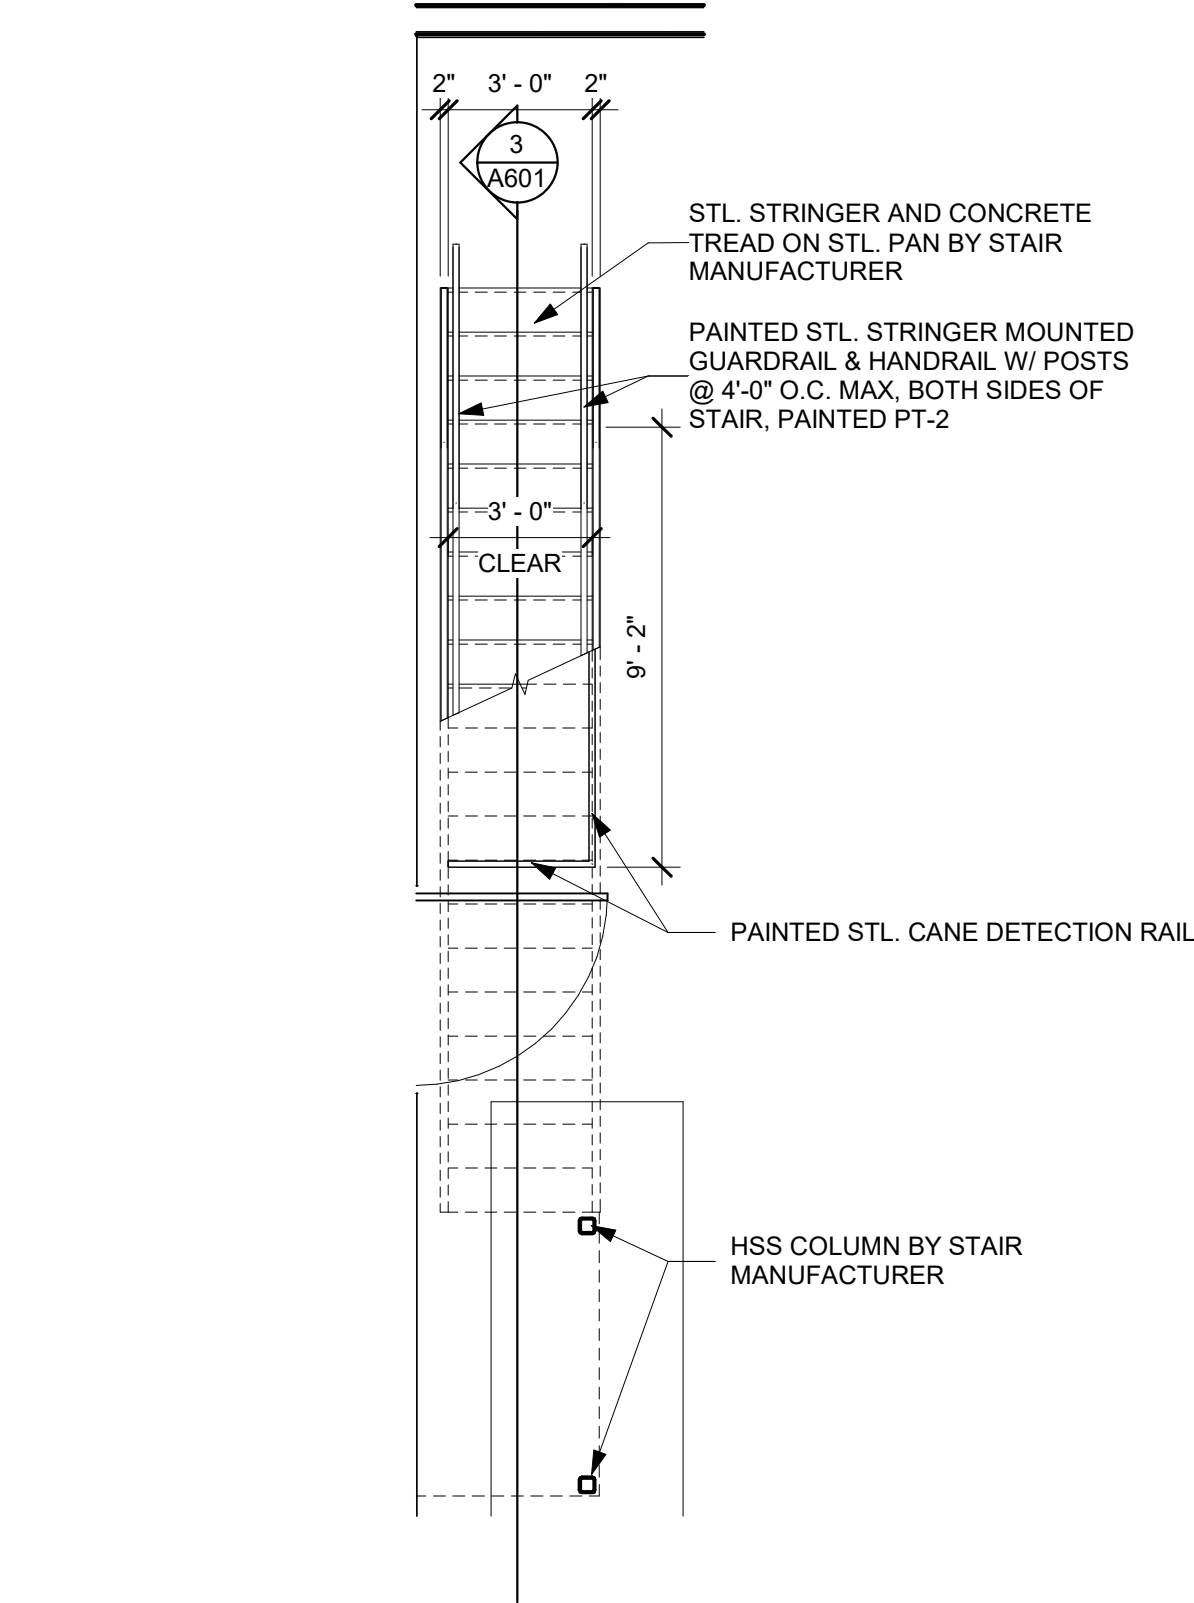 2" 3' - 0" 2"
3
A601
STL. STRINGER AND CONCRETE
TREAD ON STL. PAN BY STAIR
MANUFACTURER
PAINTED STL. STRINGER MOUNTED
GUARDRAIL & HANDRAIL W/ POSTS
@ 4'-0" O.C. MAX, BOTH SIDES OF
STAIR, PAINTED PT-2
3' - 0"
CLEAR
9' - 2"
PAINTED STL. CANE DETECTION RAIL
HSS COLUMN BY STAIR
MANUFACTURER